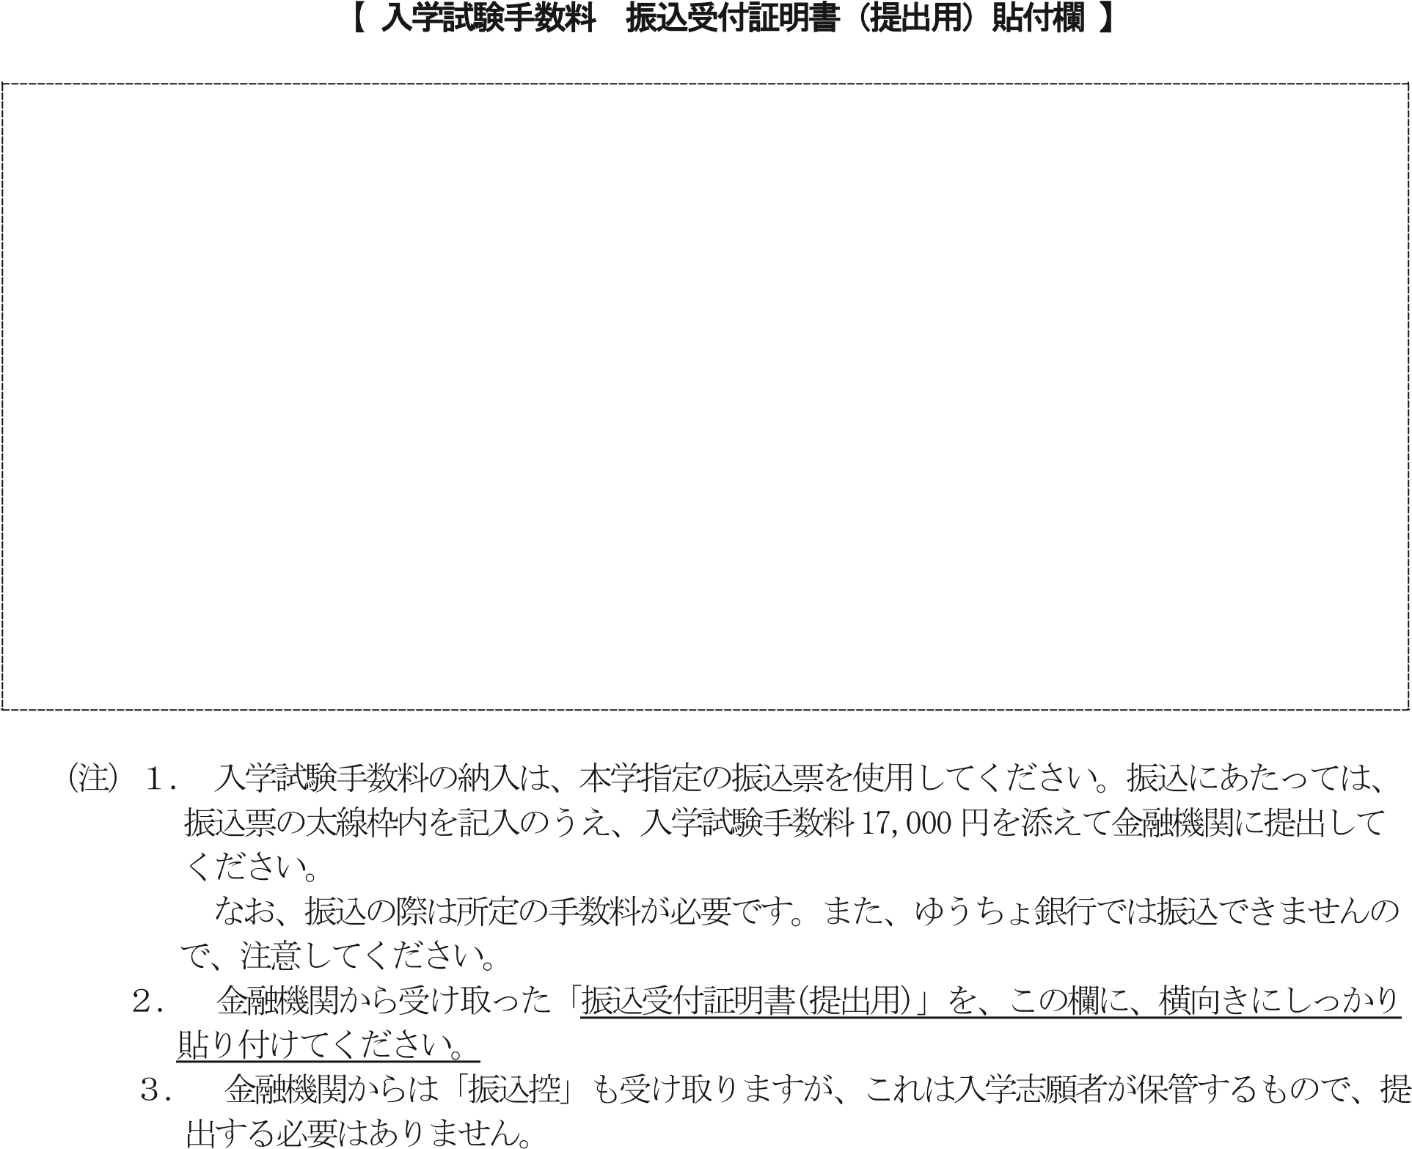 【 入学試験手数料　振込受付証明書（提出用）貼付欄 】
（注） １．　入学試験手数料の納入は、本学指定の振込票を使用してください。振込にあたっては、
振込票の太線枠内を記入のうえ、入学試験手数料 17,000 円を添えて金融機関に提出して
ください。
　なお、振込の際は所定の手数料が必要です。また、ゆうちょ銀行では振込できませんの
で、注意してください。
２．　金融機関から受け取った「振込受付証明書(提出用)」を、この欄に、横向きにしっかり
貼り付けてください。
３．　金融機関からは「振込控」も受け取りますが、これは入学志願者が保管するもので、提
出する必要はありません。